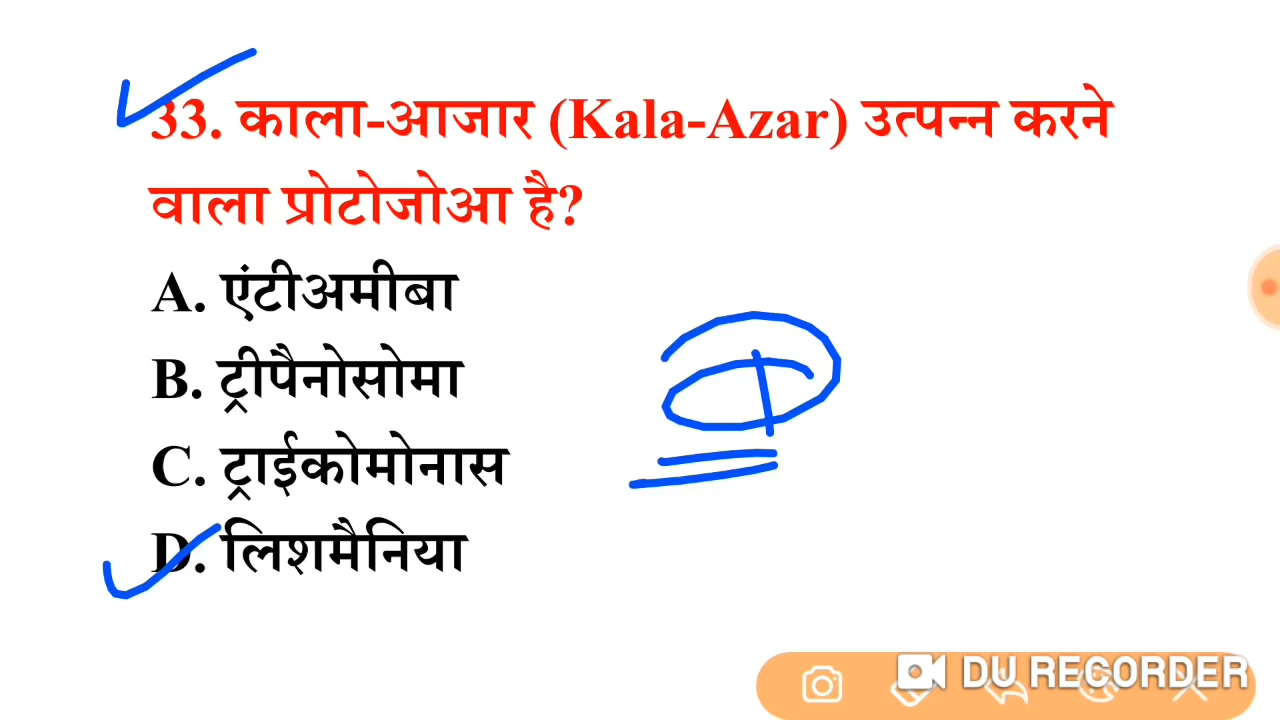 33. काला-आजार (Kala-Azar) उत्पन्न करने
वाला प्रोटोजोआ है?
A. एंटीअमीबा
B. ट्रीपैनोसोमा
C. ट्राईकोमोनास
D. लिशमैनिया
DU RECORDER